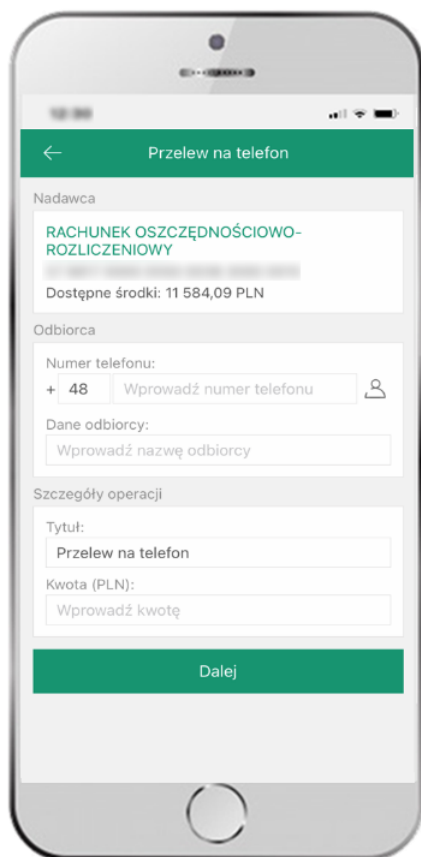 Przelew na telefon
Nadawca
RACHUNEK OSZCZĘDNOŚCIOWO-
ROZLICZENIOWY
Dostępne środki: 11 584,09 PLN
Odbiorca
Numer telefonu:
+ 48 Wprowadź numer telefonu
Dane odbiorcy:
Wprowadź nazwę odbiorcy
Szczegóły operacji
Tytuł:
Przelew na telefon
Kwota (PLN):
Wprowadź kwotę
Dalej